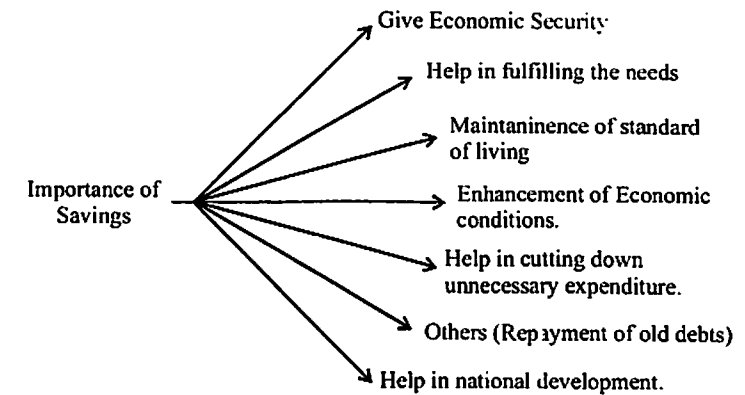 Give Economic Security
Help in fulfilling the needs
Maintaninence of standard
of living
Importance of
Savings
Enhancement of Economic
conditions.
Help in cutting down
unnecessary expenditure.
Others (Repayment of old debts)
Help in national development.